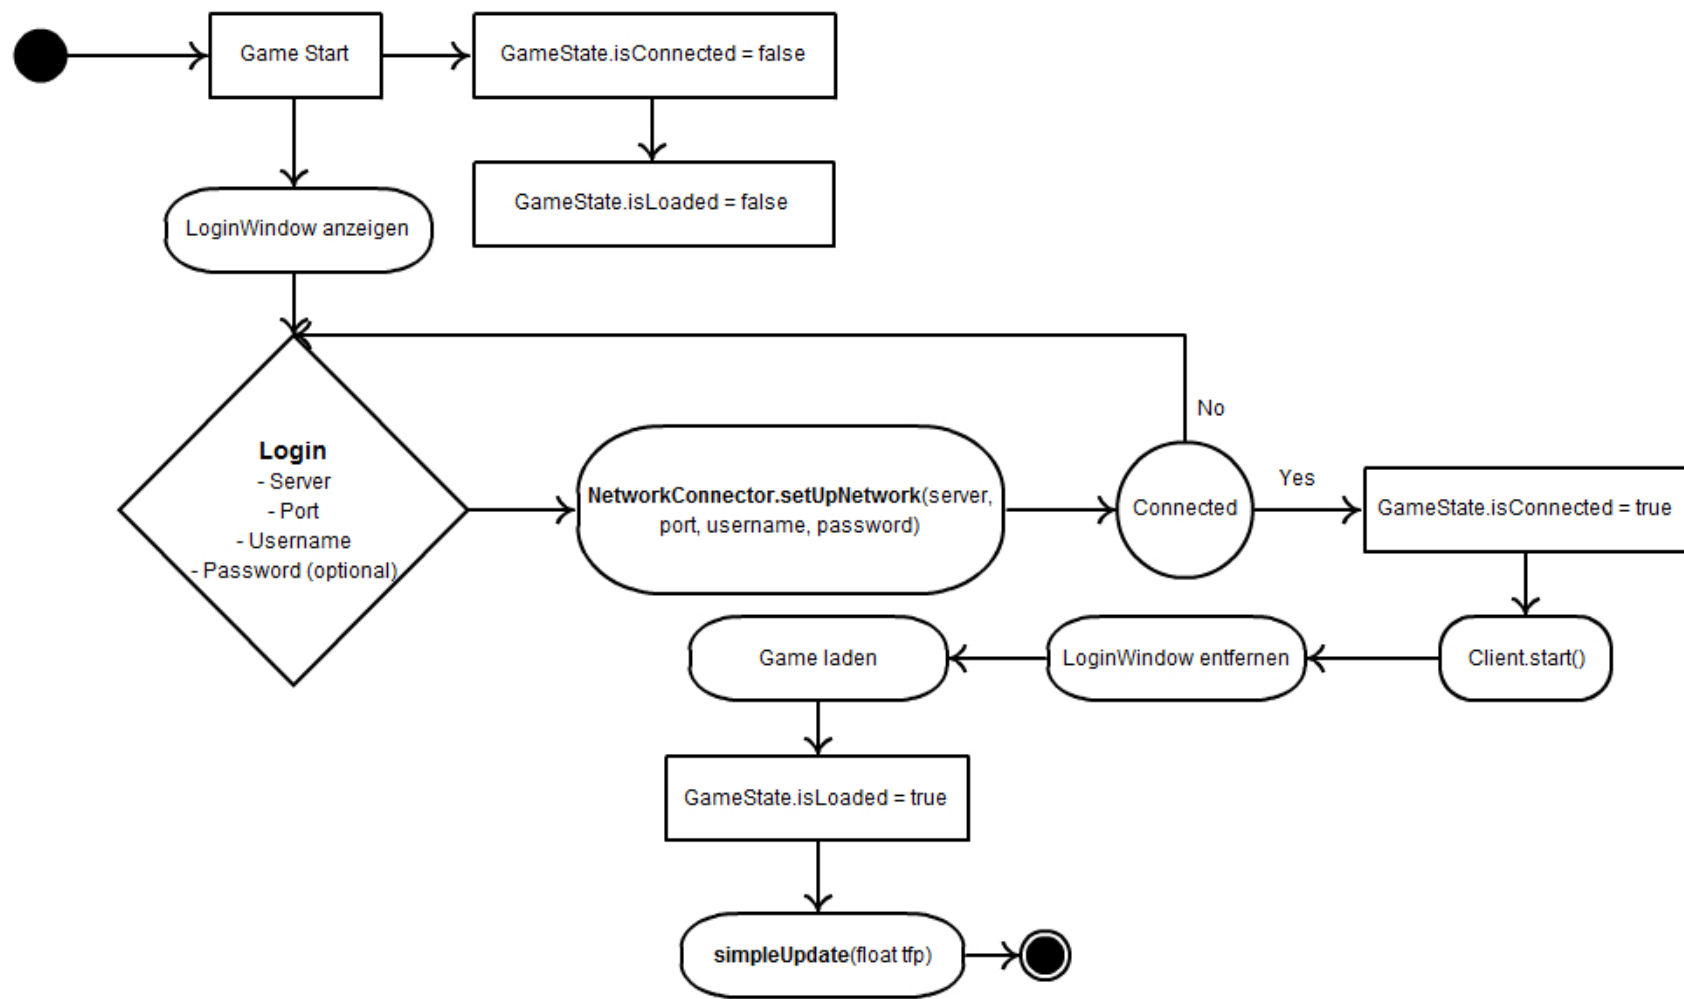 Game Start
GameState.isConnected = false
GameState.isLoaded = false
LoginWindow anzeigen
Login
- Server
- Port
- Username
- Password (optional)
NetworkConnector.setUpNetwork(server,
port, username, password)
No
Connected
Yes
GameState.isConnected = true
Client.start()
LoginWindow entfernen
Game laden
GameState.isLoaded = true
simpleUpdate(float tfp)